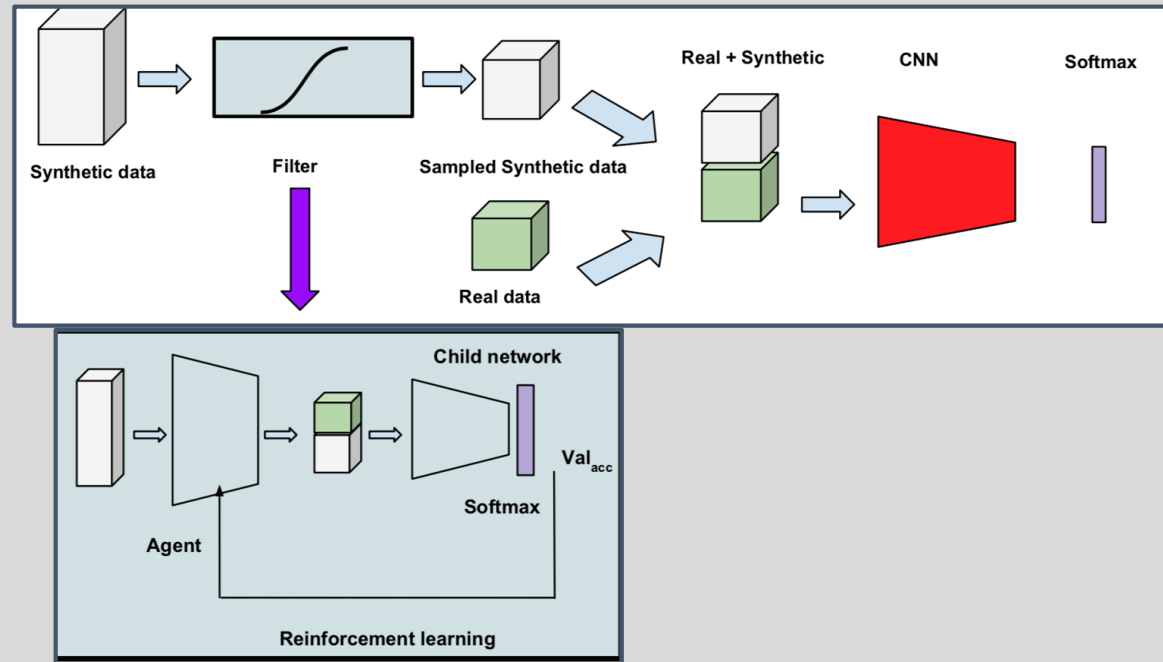 Real + Synthetic
CNN
Softmax
Synthetic data
Filter
Sampled Synthetic data
Real data
Child network
Val_acc
Softmax
Agent
Reinforcement learning